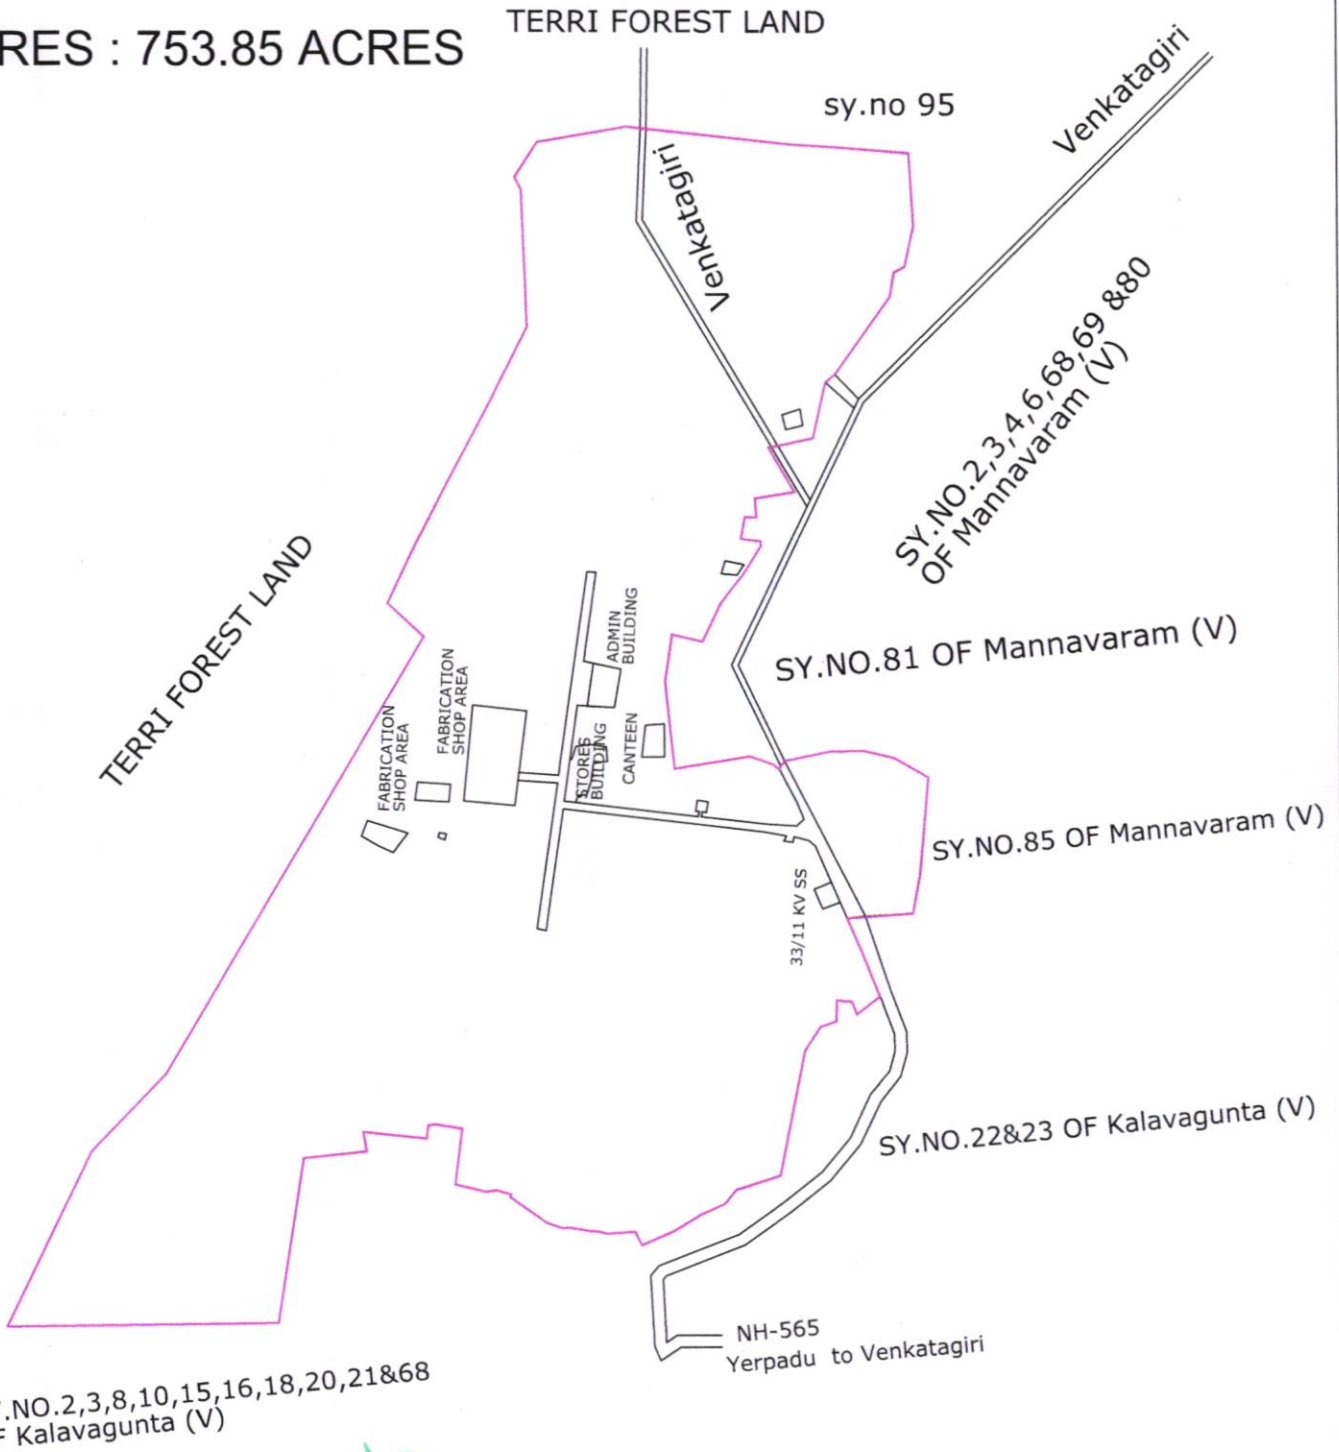 TERRI FOREST LAND
RES : 753.85 ACRES
sy.no 95
Venkatagiri
Venkatagiri
SY.NO.2,3,4,6,68,69 &80
OF Mannavaram (V)
TERRI FOREST LAND
ADMIN
BUILDING
SY.NO.81 OF Mannavaram (V)
FABRICATION
SHOP AREA
FABRICATION
SHOP AREA
STORES
BUILDING
CANTEEN
SY.NO.85 OF Mannavaram (V)
33/11 KV SS
SY.NO.22&23 OF Kalavagunta (V)
NH-565
Yerpadu to Venkatagiri
.NO.2,3,8,10,15,16,18,20,21&68
F Kalavagunta (V)